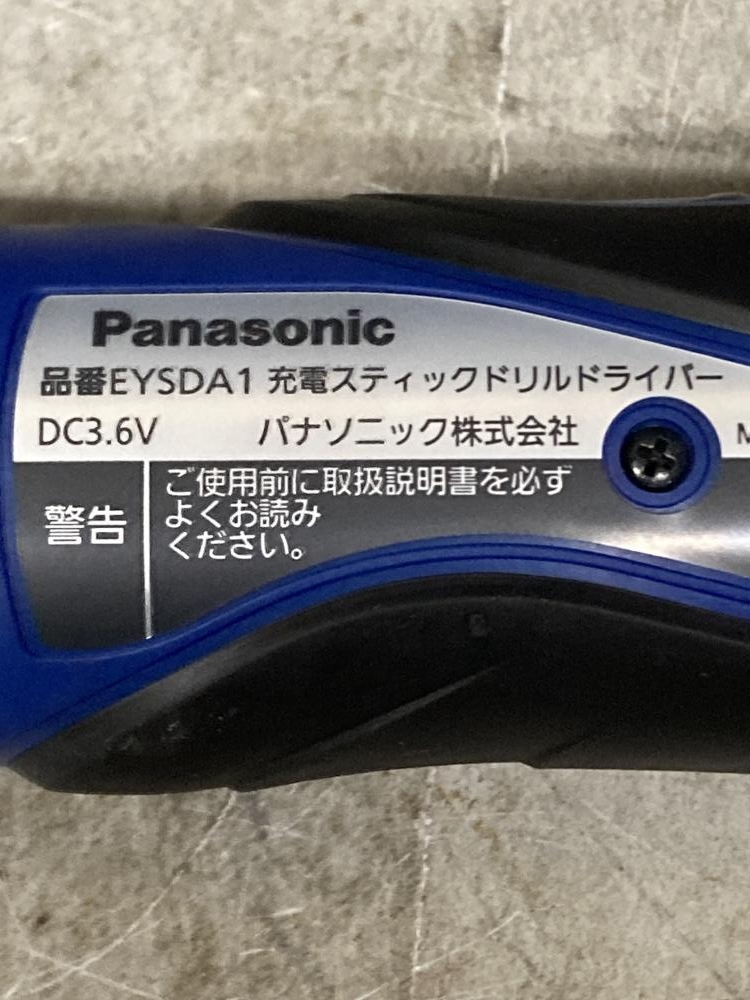 Panasonic
品番EYSDA1 充電スティックドリルドライバー
DC3.6V パナソニック株式会社
警告
ご使用前に取扱説明書を必ず
よくお読み
ください。